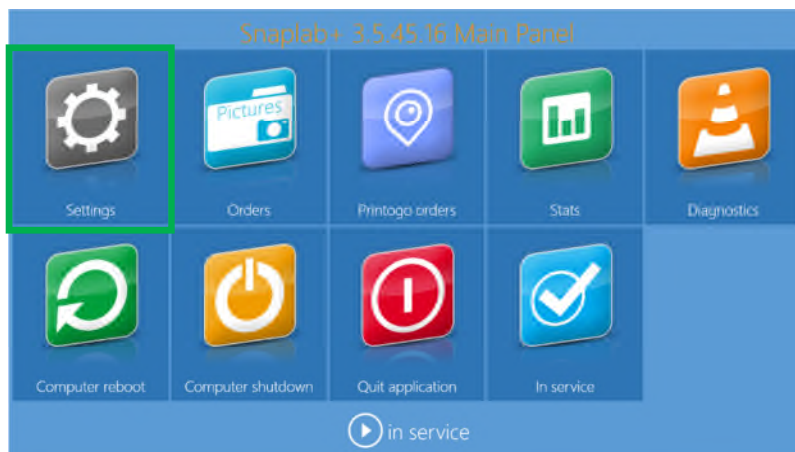 Snaplab+ 3.5.45.16 Main Panel
Pictures
Settings
Orders
Printogo orders
Stats
Diagnostics
Computer reboot
Computer shutdown
Quit application
In service
in service